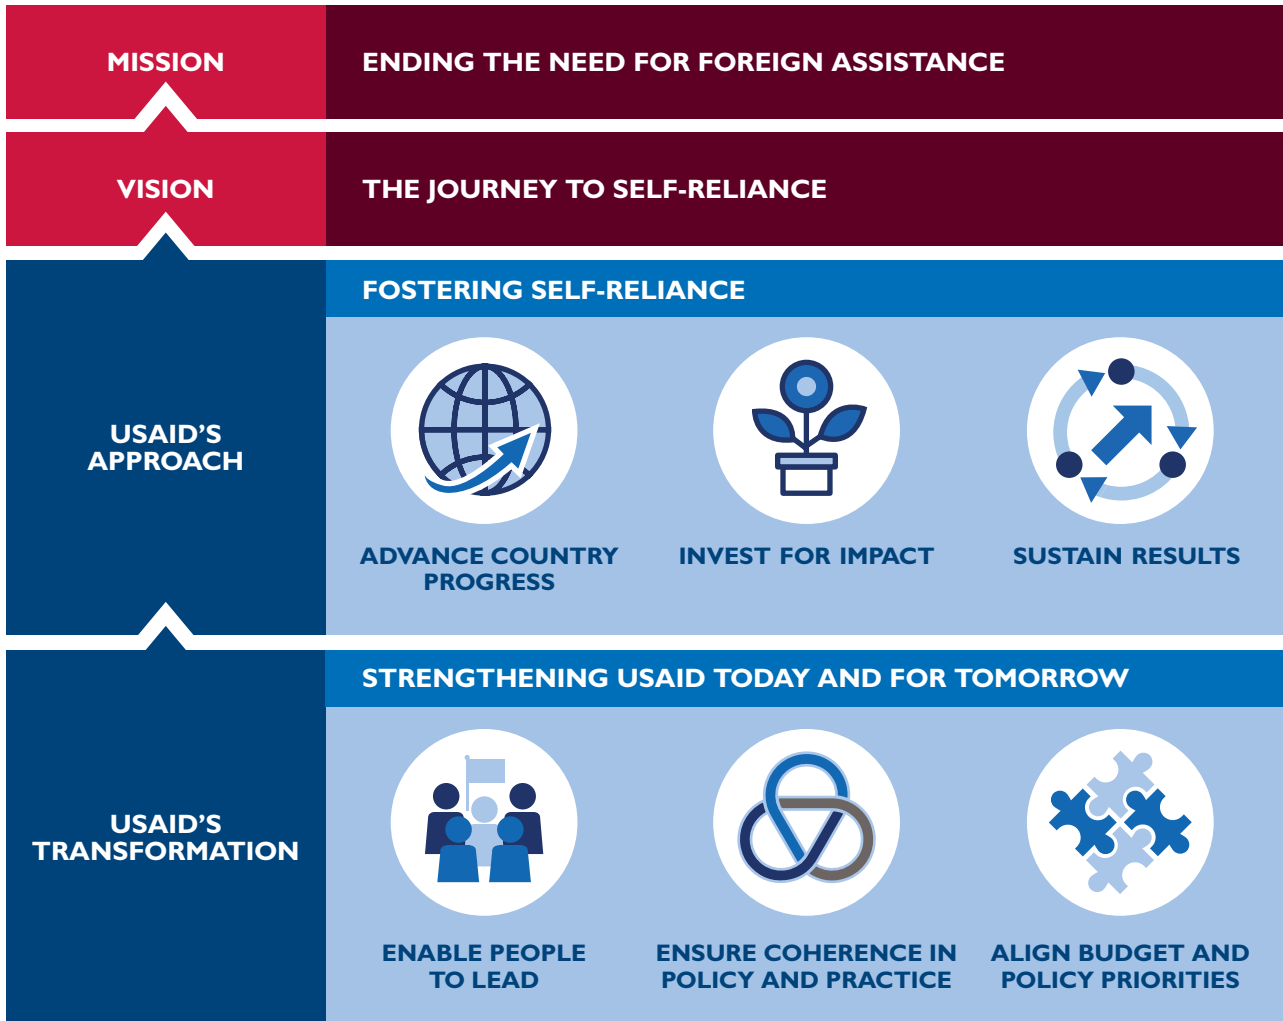 MISSION
ENDING THE NEED FOR FOREIGN ASSISTANCE
VISION
THE JOURNEY TO SELF-RELIANCE
USAID'S
APPROACH
FOSTERING SELF-RELIANCE
ADVANCE COUNTRY
PROGRESS
INVEST FOR IMPACT
SUSTAIN RESULTS
USAID'S
TRANSFORMATION
STRENGTHENING USAID TODAY AND FOR TOMORROW
ENABLE PEOPLE
TO LEAD
ENSURE COHERENCE IN
POLICY AND PRACTICE
ALIGN BUDGET AND
POLICY PRIORITIES